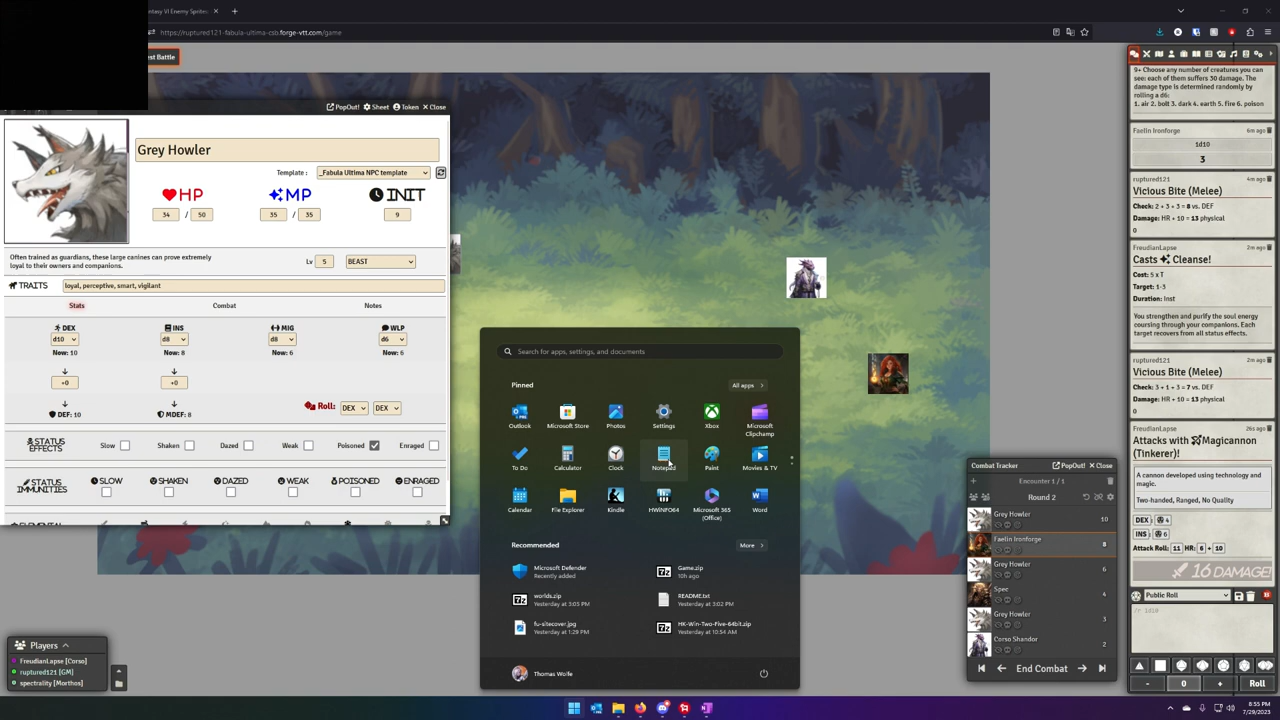 ntasy VI Enemy Sprites
https://ruptured121-fabula-ultima-csb.forge-vtt.com/game
est Battle
PopOut! Sheet Token Close
Grey Howler
Template : _Fabula Ultima NPC template
HP MP INIT
34 / 50 35 / 35 9
Often trained as guardians, these large canines can prove extremely
loyal to their owners and companions.
Lv 5 BEAST
TRAITS loyal, perceptive, smart, vigilant
Stats Combat Notes
DEX INS MIG WLP
d10 d8 d8 d6
Now: 10 Now: 8 Now: 6 Now: 6
+0 +0
DEF: 10 MDEF: 8 Roll: DEX DEX
STATUS EFFECTS Slow Shaken Dazed Weak Poisoned Enraged
STATUS IMMUNITIES SLOW SHAKEN DAZED WEAK POISONED ENRAGED
Search for apps, settings, and documents
Pinned All apps
Outlook Microsoft Store Photos Settings Xbox Microsoft Clipchamp
To Do Calculator Clock Notepad Paint Movies & TV
Calendar File Explorer Kindle HWiNFO64 Microsoft 365 (Office) Word
Recommended More
Microsoft Defender
Recently added
Game.zip
10h ago
worlds.zip
Yesterday at 3:05 PM
README.txt
Yesterday at 3:02 PM
fu-sitecover.jpg
Yesterday at 1:29 PM
HK-Win-Two-Five-64bit.zip
Yesterday at 10:54 AM
Thomas Wolfe
Players
FreudianLapse [Corso]
ruptured121 [GM]
spectrality [Morthos]
Combat Tracker PopOut! Close
Encounter 1 / 1
Round 2
Grey Howler 10
Faelin Ironforge 8
Grey Howler 6
Spec 4
Grey Howler 3
Corso Shandor 2
End Combat
9+ Choose any number of creatures you can
see: each of them suffers 30 damage. The
damage type is determined randomly by
rolling a d6:
1. air 2. bolt 3. dark 4. earth 5. fire 6. poison
Faelin Ironforge 6m ago
1d10
3
ruptured121 4m ago
Vicious Bite (Melee)
Check: 2 + 3 + 3 = 8 vs. DEF
Damage: HR + 10 = 13 physical
0
FreudianLapse 2m ago
Casts Cleanse!
Cost: 5 x T
Target: 1-3
Duration: Inst
You strengthen and purify the soul energy
coursing through your companions. Each
target recovers from all status effects.
ruptured121 2m ago
Vicious Bite (Melee)
Check: 3 + 1 + 3 = 7 vs. DEF
Damage: HR + 10 = 13 physical
0
FreudianLapse 26s ago
Attacks with Magicannon
(Tinkerer)!
A cannon developed using technology and
magic.
Two-handed, Ranged, No Quality
DEX : 4
INS : 6
Attack Roll: 11 HR: 6 + 10
16 DAMAGE!
Public Roll
/r 1d10
- 0 + Roll
8:55 PM
7/29/2023